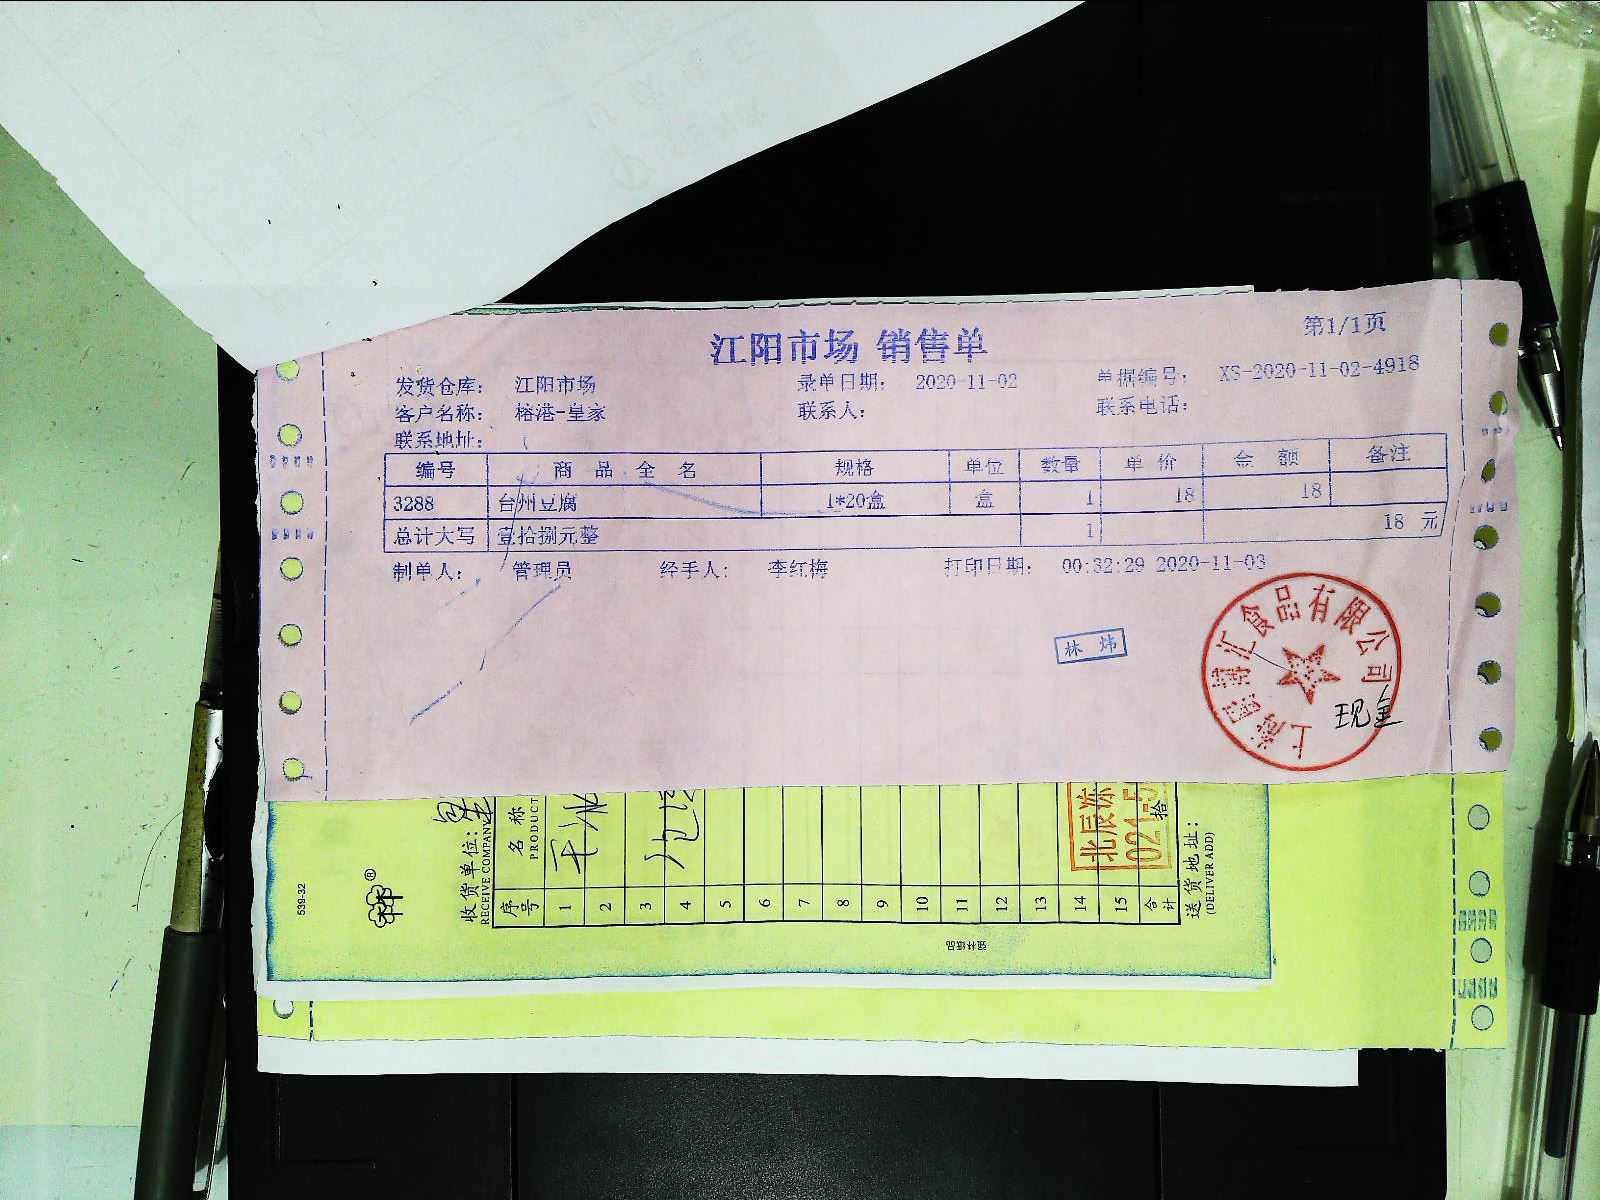 江阳市场 销售单
第1/1页
发货仓库： 江阳市场 录单日期： 2020-11-02 单据编号： XS-2020-11-02-4918
客户名称： 榕港-皇家 联系人： 联系电话：
联系地址：
编号 商品全名 规格 单位 数量 单价 金额 备注
3288 台州豆腐 1*20盒 盒 1 18 18
总计大写 壹拾捌元整 1 18 元
制单人： 管理员 经手人： 李红梅 打印日期： 00:32:29 2020-11-03
林炜
食品有限公司
现金
539-32
收货单位：
RECEIVE COMPANY
序号 名称
PRODUCT
1
2
3
4
5
6
7
8
9
10
11
12
13
14
15
合计
拾
北辰冻
021-5
送货地址：
(DELIVER ADD)